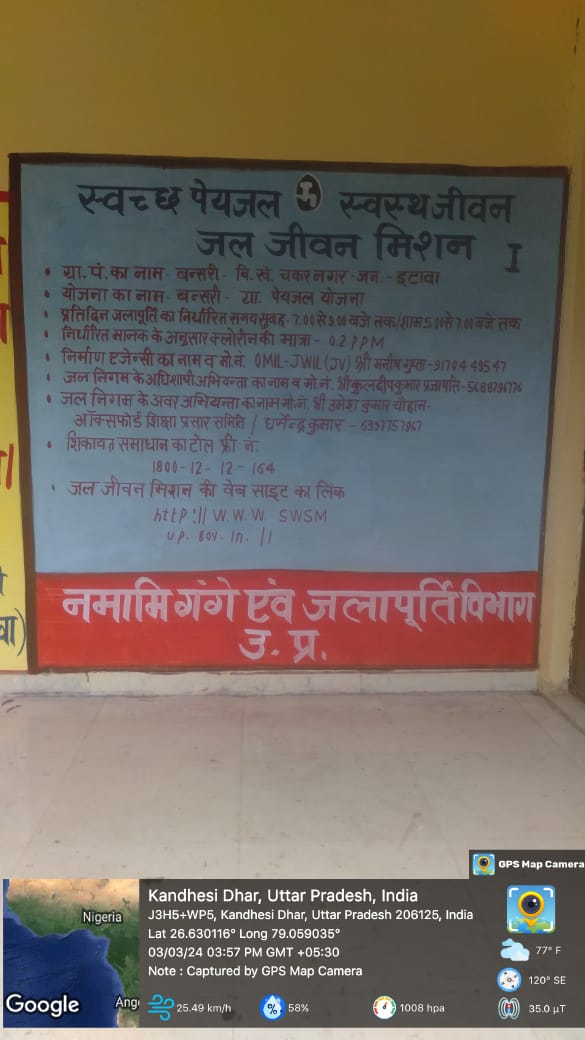 स्वच्छ पेयजल स्वस्थ जीवन
जल जीवन मिशन I
• ग्रा.पं.का नाम- बन्सरी- वि.खं. चकरनगर- जन.- इटावा
• योजना का नाम- बन्सरी- ग्रा. पेयजल योजना
• प्रतिदिन जलापूर्ति का निर्धारित समय सुबह- 7.00 से 9.00 बजे तक/शाम 5.00 से 7.00 बजे तक
• निर्धारित मानक के अनुसार क्लोरीन की मात्रा - 0.2 PPM
• निर्माण एजेन्सी का नाम व मो.नं. OMIL-JWIL (JV) श्री मनीष गुप्ता-
• जल निगम के अधिशाषी अभियन्ता का नाम व मो. नं. श्री कुलदीप कुमार प्रजापति-
• जल निगम के अवर अभियन्ता का नाम मो.नं. श्री उमेश कुमार चौहान-
ऑक्सफोर्ड शिक्षा प्रसार समिति / धर्मेन्द्र कुमार -
• शिकायत समाधान का टोल फ्री नं.
1800-12-12-164
• जल जीवन मिशन की वेब साइट का लिंक
http:// W.W.W. SWSM
UP. GOV. In. //
नमामि गंगे एवं जलापूर्ति विभाग
उ. प्र.
वा)
GPS Map Camera
Kandhesi Dhar, Uttar Pradesh, India
J3H5+WP5, Kandhesi Dhar, Uttar Pradesh 206125, India
Lat 26.630116° Long 79.059035°
03/03/24 03:57 PM GMT +05:30
Note : Captured by GPS Map Camera
Nigeria
Ang
Google
25.49 km/h
58%
1008 hpa
77° F
120° SE
35.0 µT